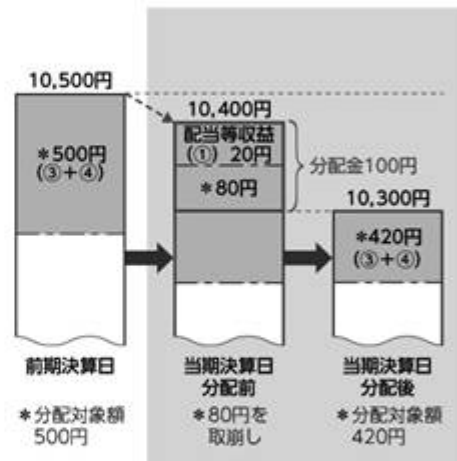 10,500円
*500円
(③+④)
前期決算日
*分配対象額
500円
10,400円
配当等収益
(①) 20円
*80円
分配金100円
当期決算日
分配前
*80円を
取崩し
10,300円
*420円
(③+④)
当期決算日
分配後
*分配対象額
420円